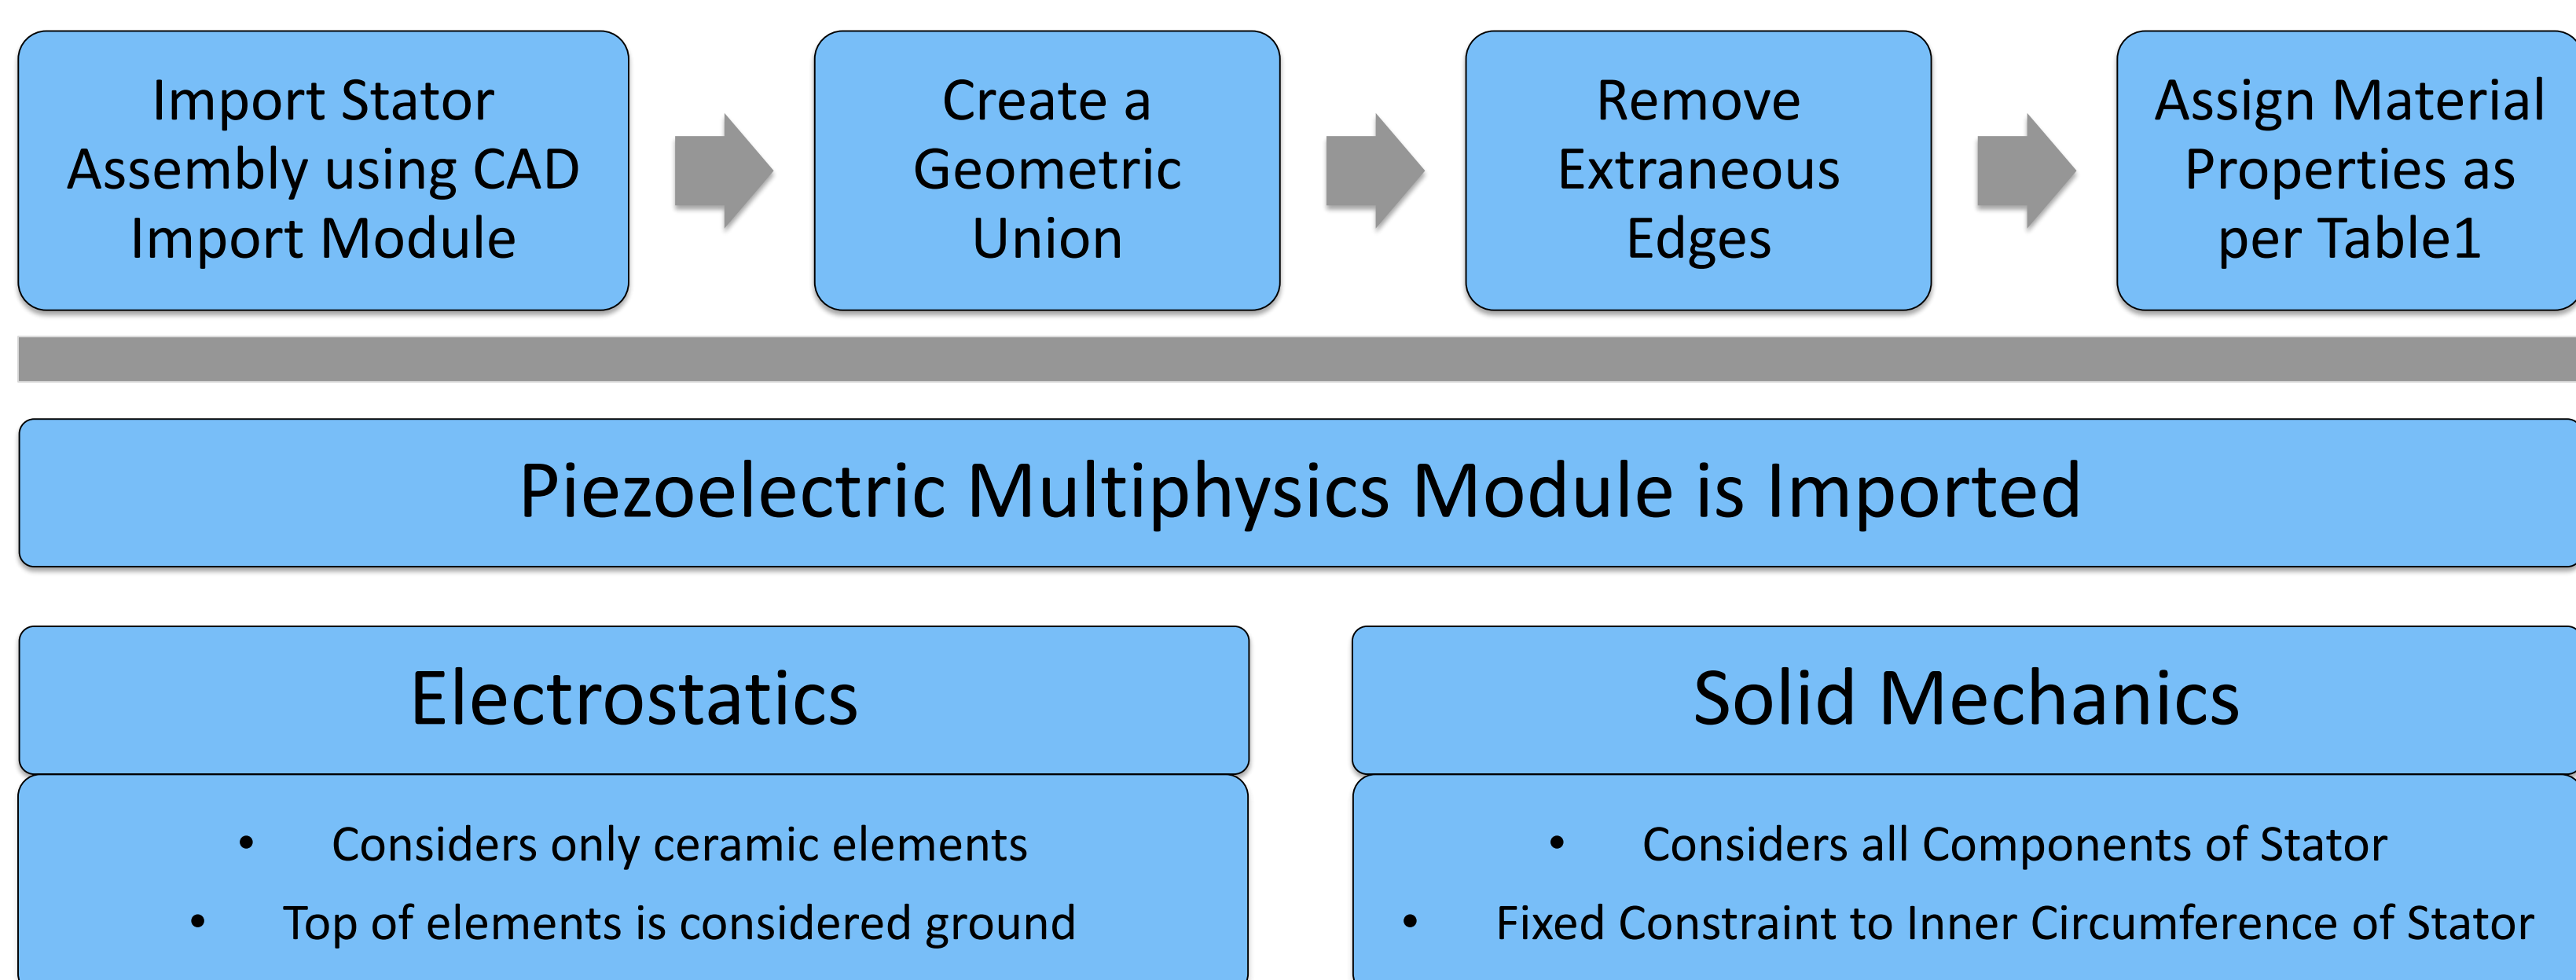 Import Stator
Assembly using CAD
Import Module
Create a
Geometric
Union
Remove
Extraneous
Edges
Assign Material
Properties as
per Table1
Piezoelectric Multiphysics Module is Imported
Electrostatics
• Considers only ceramic elements
• Top of elements is considered ground
Solid Mechanics
• Considers all Components of Stator
• Fixed Constraint to Inner Circumference of Stator